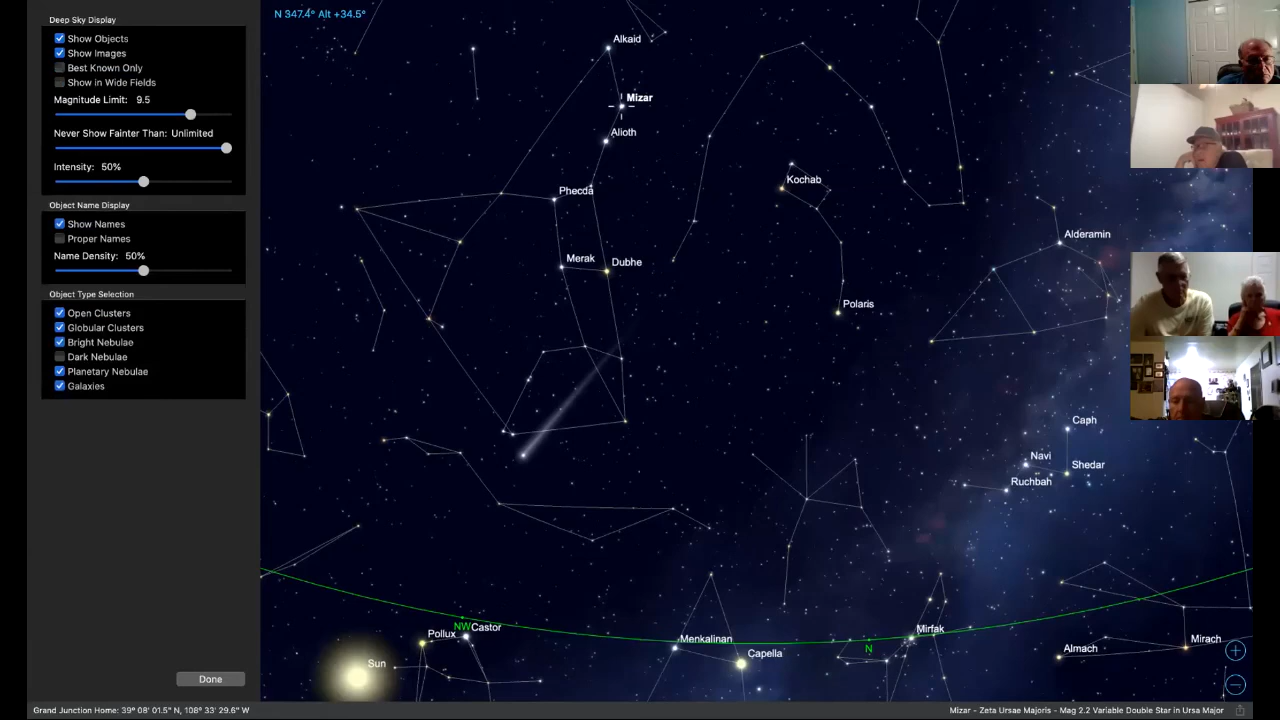 Deep Sky Display
Show Objects
Show Images
Best Known Only
Show in Wide Fields
Magnitude Limit: 9.5
Never Show Fainter Than: Unlimited
Intensity: 50%
Object Name Display
Show Names
Proper Names
Name Density: 50%
Object Type Selection
Open Clusters
Globular Clusters
Bright Nebulae
Dark Nebulae
Planetary Nebulae
Galaxies
Done
N 347.4° Alt +34.5°
Alkaid
Mizar
Alioth
Phecda
Kochab
Alderamin
Merak
Dubhe
Polaris
Caph
Navi
Shedar
Ruchbah
NW
Castor
Pollux
Mirfak
Menkalinan
Mirach
N
Almach
Capella
Sun
Grand Junction Home: 39° 08' 01.5" N, 108° 33' 29.6" W
Mizar - Zeta Ursae Majoris - Mag 2.2 Variable Double Star in Ursa Major